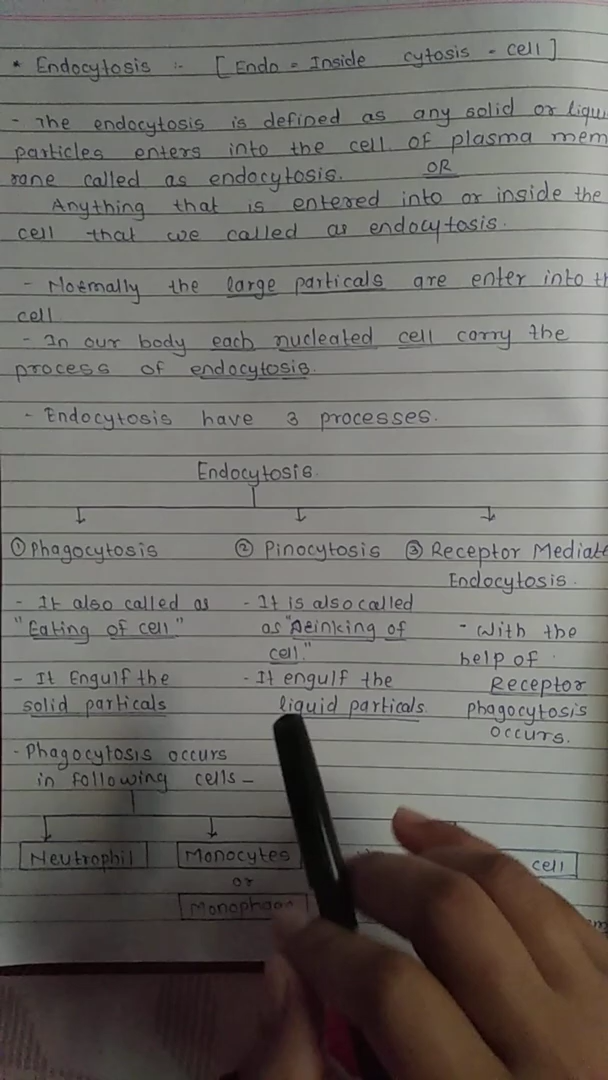 * Endocytosis :- [Endo = Inside cytosis = cell]
- The endocytosis is defined as any solid or liqu
particles enters into the cell of plasma mem
rane called as endocytosis. OR
Anything that is entered into or inside the
cell that we called as endocytosis.
- Normally the large particals are enter into th
cell
- In our body each nucleated cell carry the
process of endocytosis.
- Endocytosis have 3 processes.
Endocytosis.
① Phagocytosis ② Pinocytosis ③ Receptor Mediate
Endocytosis.
- It also called as - It is also called
"Eating of cell" as "Drinking of - With the
cell." help of
- It Engulf the - It engulf the Receptor
solid particals liquid particals. phagocytosis
occurs.
- Phagocytosis occurs
in following cells –
Neutrophil Monocytes cell
or
Monophag